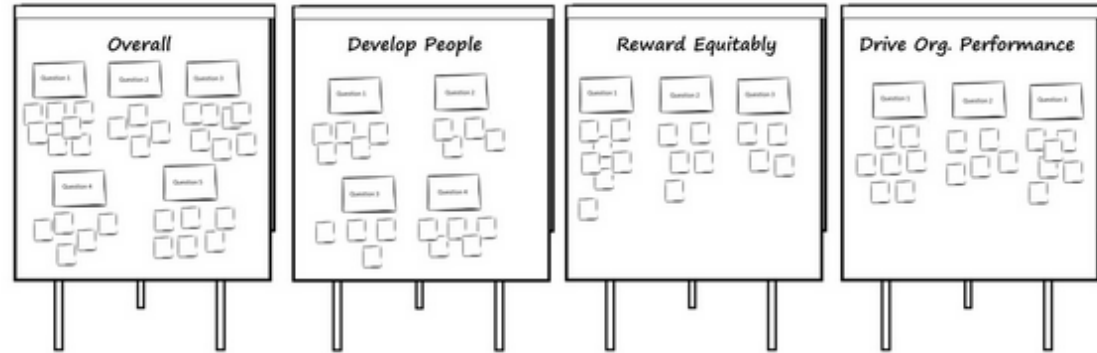 Overall
Question 1
Question 2
Question 3
Question 4
Question 5
Develop People
Question 1
Question 2
Question 3
Question 4
Reward Equitably
Question 1
Question 2
Question 3
Drive Org. Performance
Question 1
Question 2
Question 3